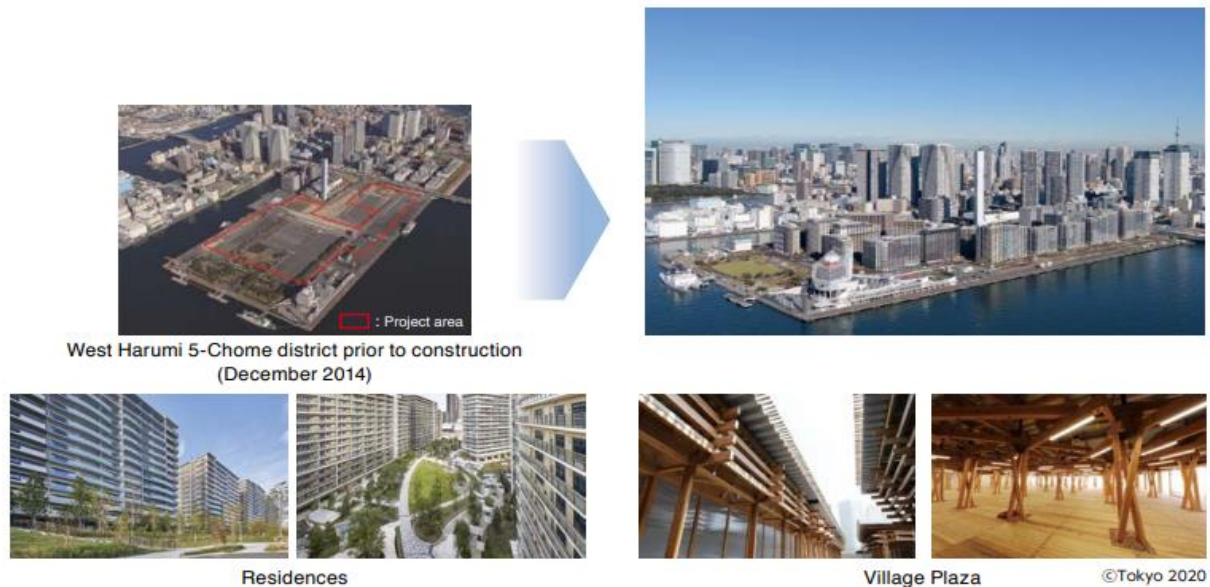 : Project area
West Harumi 5-Chome district prior to construction
(December 2014)
Residences
Village Plaza
©Tokyo 2020